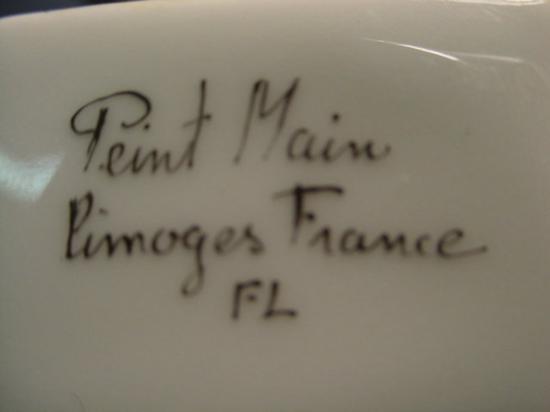 Peint Main
Limoges France
FL